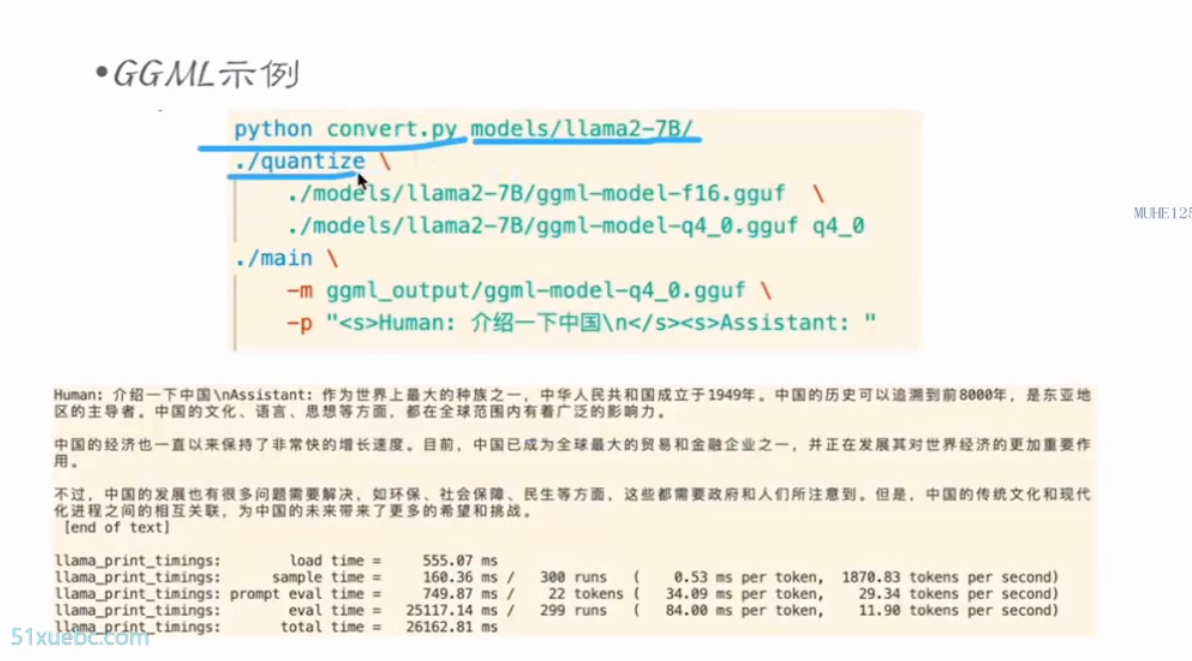 •GGML示例
python convert.py models/llama2-7B/
./quantize \
./models/llama2-7B/ggml-model-f16.gguf \
./models/llama2-7B/ggml-model-q4_0.gguf q4_0
./main \
-m ggml_output/ggml-model-q4_0.gguf \
-p "<s>Human: 介绍一下中国\n</s><s>Assistant: "
MUHE125
Human: 介绍一下中国\nAssistant: 作为世界上最大的种族之一，中华人民共和国成立于1949年。中国的历史可以追溯到前8000年，是东亚地
区的主导者。中国的文化、语言、思想等方面，都在全球范围内有着广泛的影响力。
中国的经济也一直以来保持了非常快的增长速度。目前，中国已成为全球最大的贸易和金融企业之一，并正在发展其对世界经济的更加重要作
用。
不过，中国的发展也有很多问题需要解决，如环保、社会保障、民生等方面，这些都需要政府和人们所注意到。但是，中国的传统文化和现代
化进程之间的相互关联，为中国的未来带来了更多的希望和挑战。
[end of text]
llama_print_timings: load time = 555.07 ms
llama_print_timings: sample time = 160.36 ms / 300 runs ( 0.53 ms per token, 1870.83 tokens per second)
llama_print_timings: prompt eval time = 749.87 ms / 22 tokens ( 34.09 ms per token, 29.34 tokens per second)
llama_print_timings: eval time = 25117.14 ms / 299 runs ( 84.00 ms per token, 11.90 tokens per second)
llama_print_timings: total time = 26162.81 ms
51xuebc.com